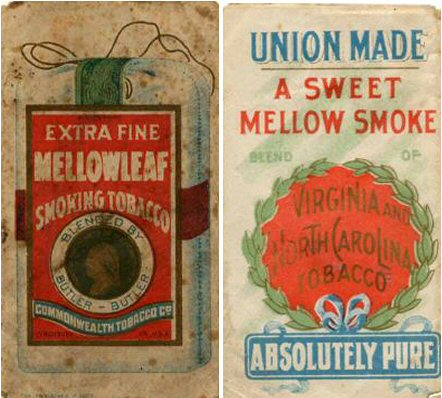 EXTRA FINE
MELLOWLEAF
SMOKING TOBACCO
BLENDED BY
BUTLER - BUTLER
COMMONWEALTH TOBACCO CO
UNION MADE
A SWEET
MELLOW SMOKE
BLEND OF
VIRGINIA AND
NORTH CAROLINA
TOBACCO
ABSOLUTELY PURE